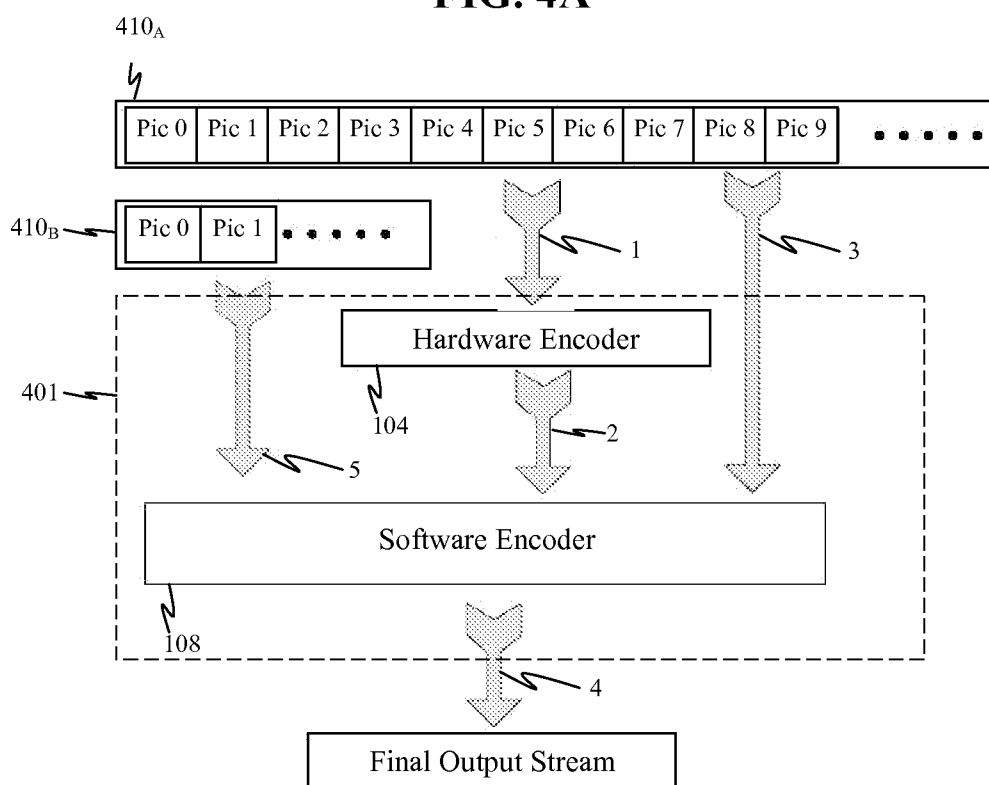 FIG. 4A
410A
Pic 0 Pic 1 Pic 2 Pic 3 Pic 4 Pic 5 Pic 6 Pic 7 Pic 8 Pic 9
410B
Pic 0 Pic 1
1
3
Hardware Encoder
401
104
2
5
Software Encoder
108
4
Final Output Stream